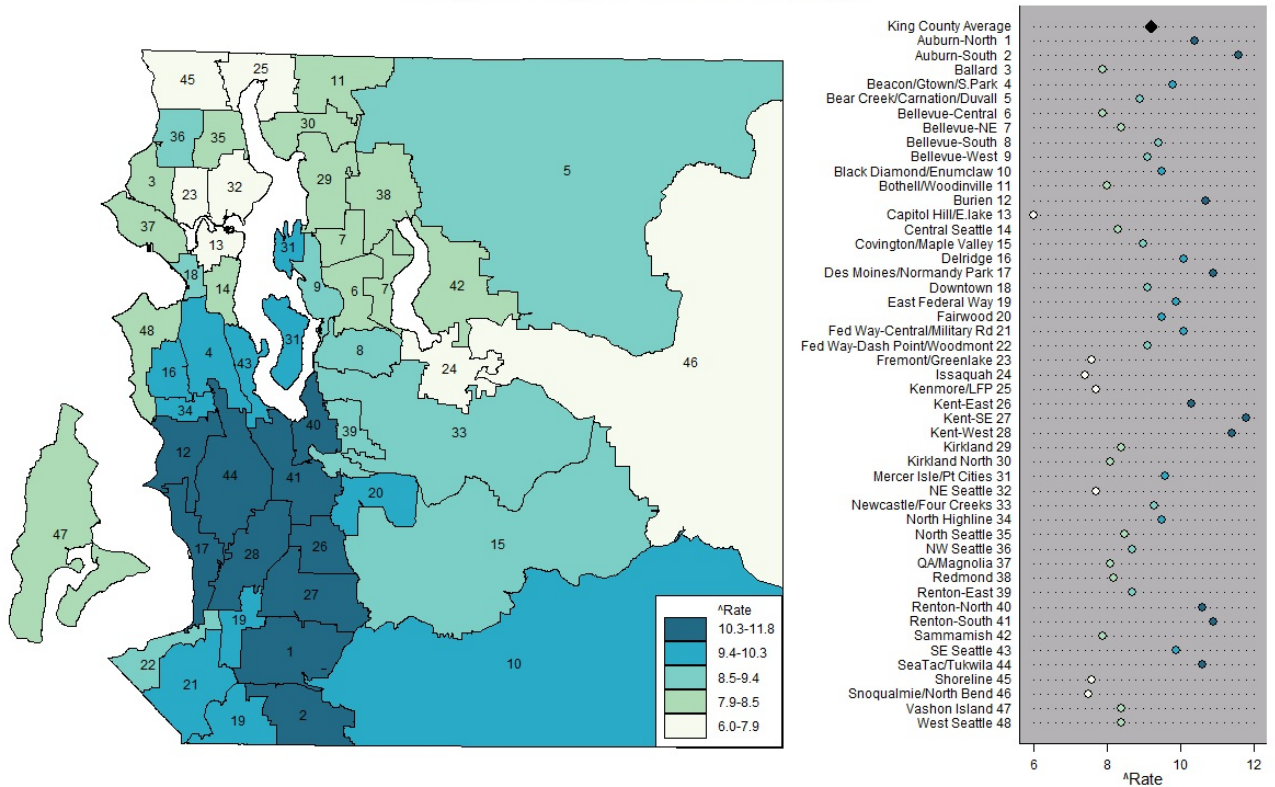 45
25
11
36
35
30
5
3
23
32
29
38
37
13
31
7
18
14
9
6
7
42
48
4
43
31
8
46
16
24
34
40
39
33
12
44
41
20
47
17
28
26
15
27
19
1
22
21
10
19
2
^Rate
10.3-11.8
9.4-10.3
8.5-9.4
7.9-8.5
6.0-7.9
King County Average
Auburn-North 1
Auburn-South 2
Ballard 3
Beacon/Gtown/S.Park 4
Bear Creek/Carnation/Duvall 5
Bellevue-Central 6
Bellevue-NE 7
Bellevue-South 8
Bellevue-West 9
Black Diamond/Enumclaw 10
Bothell/Woodinville 11
Burien 12
Capitol Hill/E.lake 13
Central Seattle 14
Covington/Maple Valley 15
Delridge 16
Des Moines/Normandy Park 17
Downtown 18
East Federal Way 19
Fairwood 20
Fed Way-Central/Military Rd 21
Fed Way-Dash Point/Woodmont 22
Fremont/Greenlake 23
Issaquah 24
Kenmore/LFP 25
Kent-East 26
Kent-SE 27
Kent-West 28
Kirkland 29
Kirkland North 30
Mercer Isle/Pt Cities 31
NE Seattle 32
Newcastle/Four Creeks 33
North Highline 34
North Seattle 35
NW Seattle 36
QA/Magnolia 37
Redmond 38
Renton-East 39
Renton-North 40
Renton-South 41
Sammamish 42
SE Seattle 43
SeaTac/Tukwila 44
Shoreline 45
Snoqualmie/North Bend 46
Vashon Island 47
West Seattle 48
6 8 10 12
^Rate